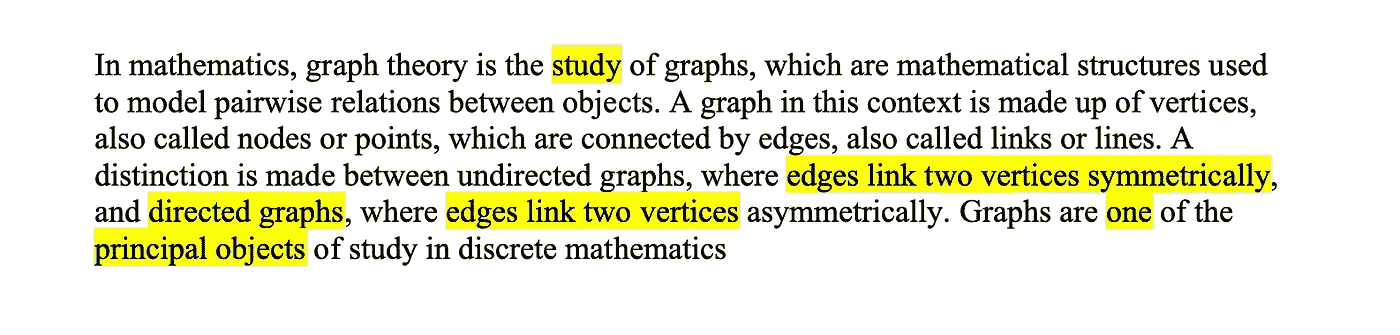 In mathematics, graph theory is the study of graphs, which are mathematical structures used
to model pairwise relations between objects. A graph in this context is made up of vertices,
also called nodes or points, which are connected by edges, also called links or lines. A
distinction is made between undirected graphs, where edges link two vertices symmetrically,
and directed graphs, where edges link two vertices asymmetrically. Graphs are one of the
principal objects of study in discrete mathematics